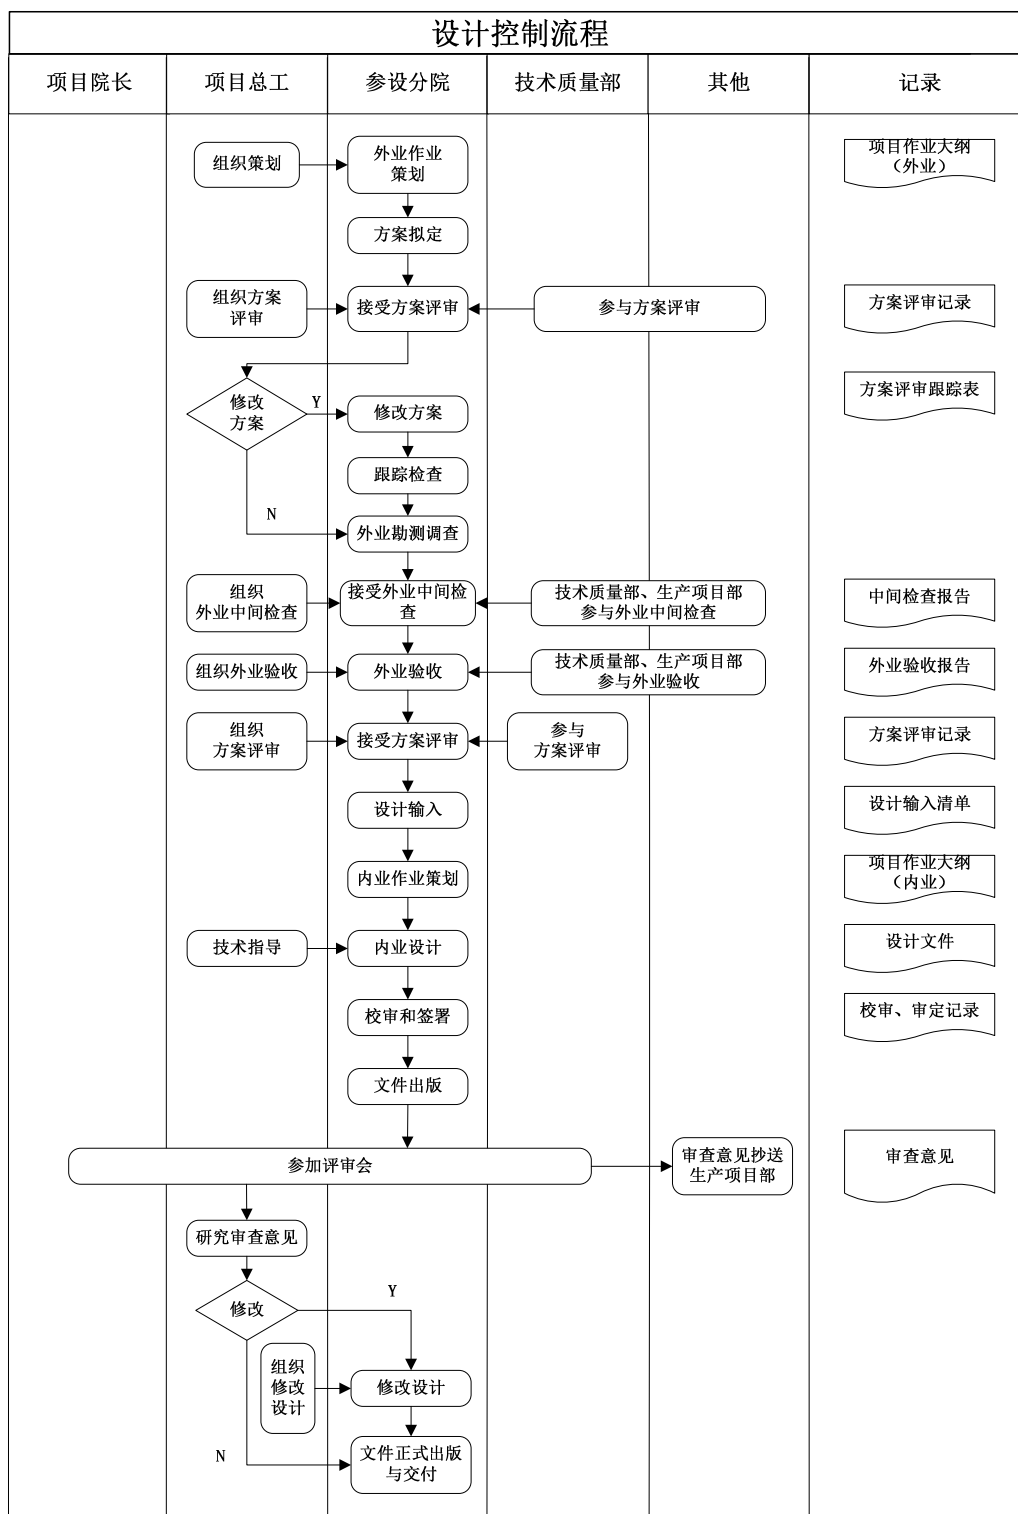 设计控制流程
项目院长
项目总工
参设分院
技术质量部
其他
记录
组织策划
外业作业
策划
项目作业大纲
（外业）
方案拟定
组织方案
评审
接受方案评审
参与方案评审
方案评审记录
修改
方案
Y
修改方案
方案评审跟踪表
跟踪检查
N
外业勘测调查
组织
外业中间检查
接受外业中间检
查
技术质量部、生产项目部
参与外业中间检查
中间检查报告
组织外业验收
外业验收
技术质量部、生产项目部
参与外业验收
外业验收报告
组织
方案评审
接受方案评审
参与
方案评审
方案评审记录
设计输入
设计输入清单
内业作业策划
项目作业大纲
（内业）
技术指导
内业设计
设计文件
校审和签署
校审、审定记录
文件出版
参加评审会
审查意见抄送
生产项目部
审查意见
研究审查意见
修改
Y
组织
修改
设计
修改设计
N
文件正式出版
与交付